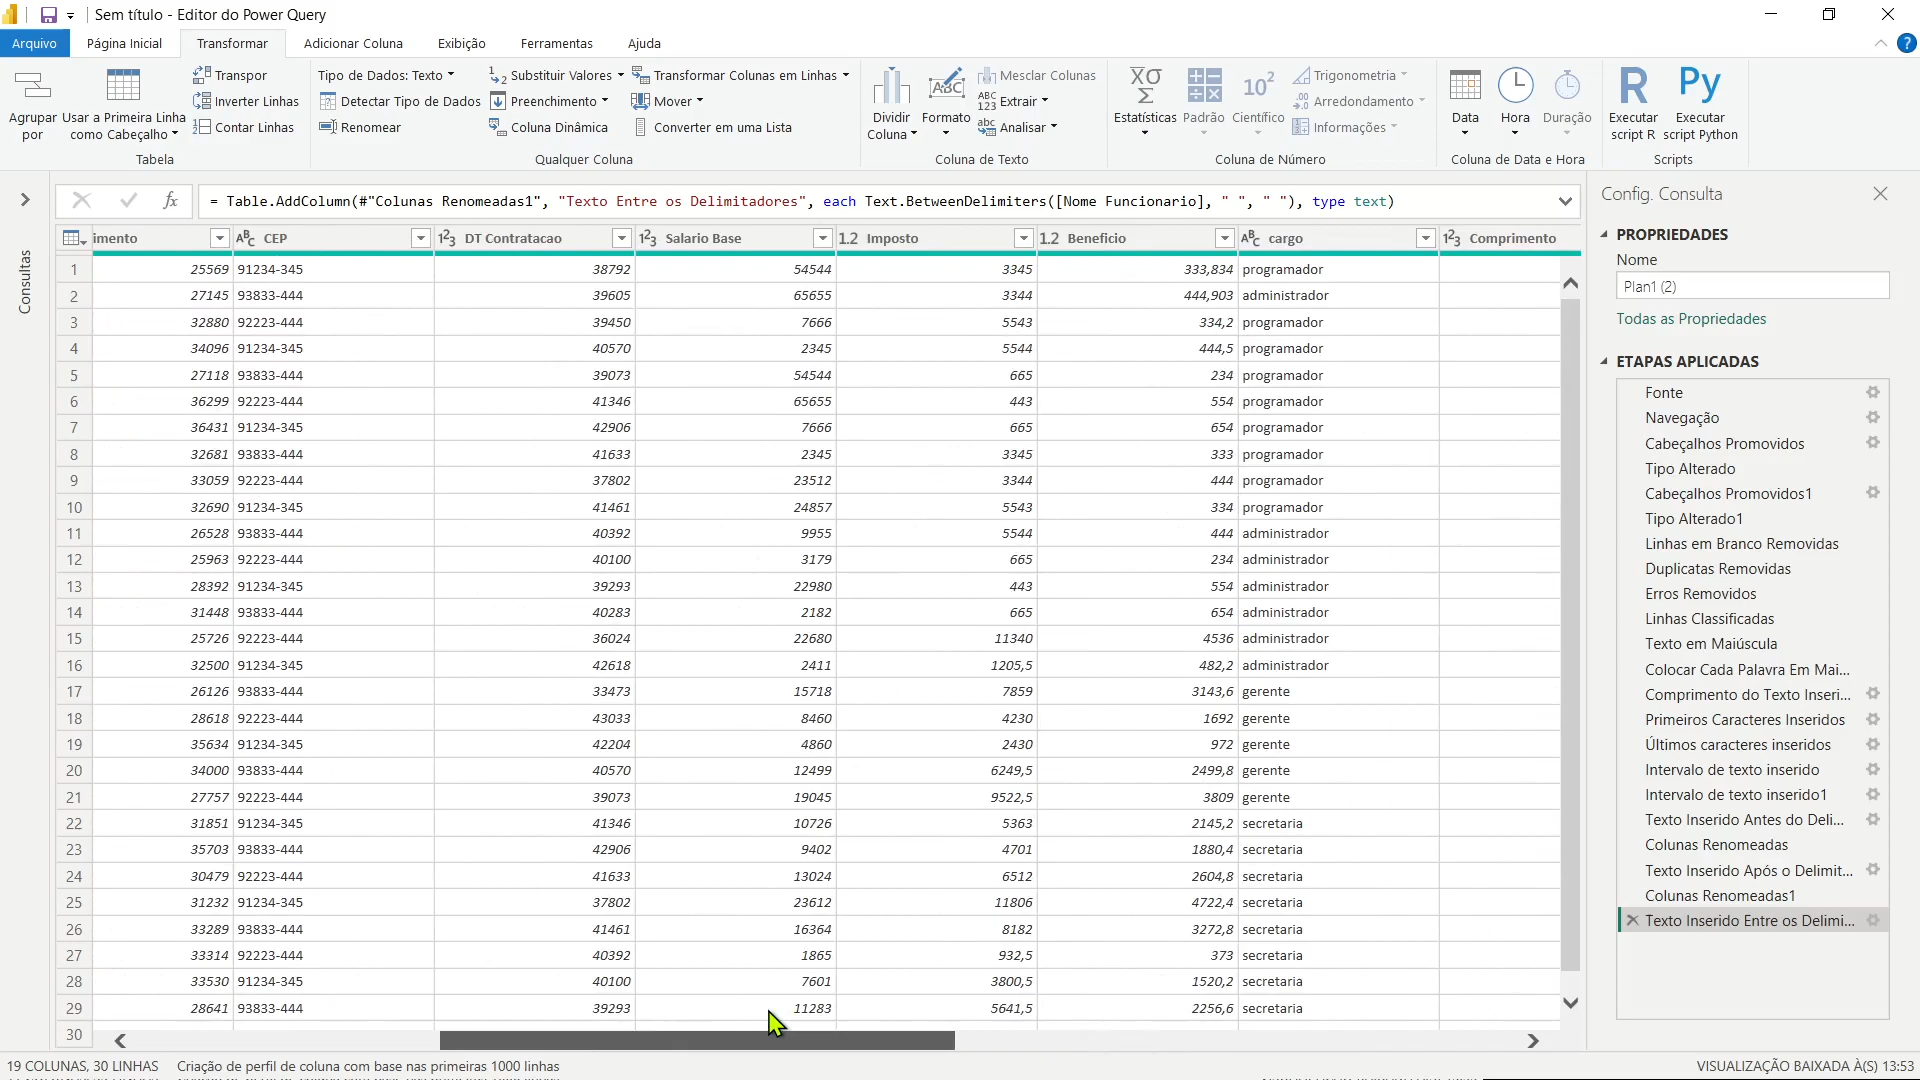 Sem título - Editor do Power Query
Arquivo Página Inicial Transformar Adicionar Coluna Exibição Ferramentas Ajuda
Agrupar por
Usar a Primeira Linha como Cabeçalho
Transpor
Inverter Linhas
Contar Linhas
Tabela
Tipo de Dados: Texto
Detectar Tipo de Dados
Renomear
Substituir Valores
Preenchimento
Coluna Dinâmica
Transformar Colunas em Linhas
Mover
Converter em uma Lista
Qualquer Coluna
Dividir Coluna
Formato
Mesclar Colunas
Extrair
Analisar
Coluna de Texto
Estatísticas
Padrão
Científico
Trigonometria
Arredondamento
Informações
Coluna de Número
Data
Hora
Duração
Coluna de Data e Hora
Executar script R
Executar script Python
Scripts
Consultas
= Table.AddColumn(#"Colunas Renomeadas1", "Texto Entre os Delimitadores", each Text.BetweenDelimiters([Nome Funcionario], " ", " "), type text)
imento CEP DT Contratacao Salario Base Imposto Beneficio cargo Comprimento
1 25569 91234-345 38792 54544 3345 333,834 programador
2 27145 93833-444 39605 65655 3344 444,903 administrador
3 32880 92223-444 39450 7666 5543 334,2 programador
4 34096 91234-345 40570 2345 5544 444,5 programador
5 27118 93833-444 39073 54544 665 234 programador
6 36299 92223-444 41346 65655 443 554 programador
7 36431 91234-345 42906 7666 665 654 programador
8 32681 93833-444 41633 2345 3345 333 programador
9 33059 92223-444 37802 23512 3344 444 programador
10 32690 91234-345 41461 24857 5543 334 programador
11 26528 93833-444 40392 9955 5544 444 administrador
12 25963 92223-444 40100 3179 665 234 administrador
13 28392 91234-345 39293 22980 443 554 administrador
14 31448 93833-444 40283 2182 665 654 administrador
15 25726 92223-444 36024 22680 11340 4536 administrador
16 32500 91234-345 42618 2411 1205,5 482,2 administrador
17 26126 93833-444 33473 15718 7859 3143,6 gerente
18 28618 92223-444 43033 8460 4230 1692 gerente
19 35634 91234-345 42204 4860 2430 972 gerente
20 34000 93833-444 40570 12499 6249,5 2499,8 gerente
21 27757 92223-444 39073 19045 9522,5 3809 gerente
22 31851 91234-345 41346 10726 5363 2145,2 secretaria
23 35703 93833-444 42906 9402 4701 1880,4 secretaria
24 30479 92223-444 41633 13024 6512 2604,8 secretaria
25 31232 91234-345 37802 23612 11806 4722,4 secretaria
26 33289 93833-444 41461 16364 8182 3272,8 secretaria
27 33314 92223-444 40392 1865 932,5 373 secretaria
28 33530 91234-345 40100 7601 3800,5 1520,2 secretaria
29 28641 93833-444 39293 11283 5641,5 2256,6 secretaria
30
Config. Consulta
PROPRIEDADES
Nome
Plan1 (2)
Todas as Propriedades
ETAPAS APLICADAS
Fonte
Navegação
Cabeçalhos Promovidos
Tipo Alterado
Cabeçalhos Promovidos1
Tipo Alterado1
Linhas em Branco Removidas
Duplicatas Removidas
Erros Removidos
Linhas Classificadas
Texto em Maiúscula
Colocar Cada Palavra Em Mai...
Comprimento do Texto Inseri...
Primeiros Caracteres Inseridos
Últimos caracteres inseridos
Intervalo de texto inserido
Intervalo de texto inserido1
Texto Inserido Antes do Deli...
Colunas Renomeadas
Texto Inserido Após o Delimit...
Colunas Renomeadas1
Texto Inserido Entre os Delimi...
19 COLUNAS, 30 LINHAS Criação de perfil de coluna com base nas primeiras 1000 linhas
VISUALIZAÇÃO BAIXADA À(S) 13:53